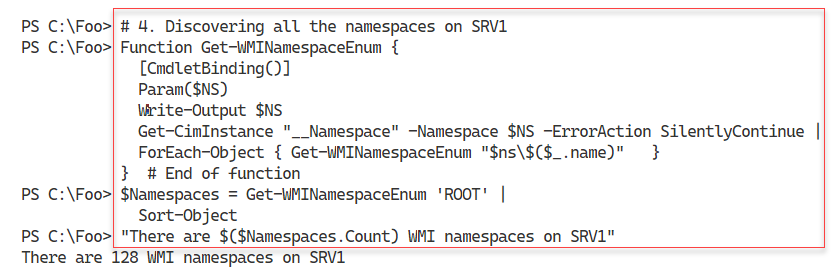 PS C:\Foo> # 4. Discovering all the namespaces on SRV1
PS C:\Foo> Function Get-WMINamespaceEnum {
  [CmdletBinding()]
  Param($NS)
  Write-Output $NS
  Get-CimInstance "__Namespace" -Namespace $NS -ErrorAction SilentlyContinue |
  ForEach-Object { Get-WMINamespaceEnum "$ns\$($_.name)"   }
}  # End of function
PS C:\Foo> $Namespaces = Get-WMINamespaceEnum 'ROOT' |
  Sort-Object
PS C:\Foo> "There are $($Namespaces.Count) WMI namespaces on SRV1"
There are 128 WMI namespaces on SRV1